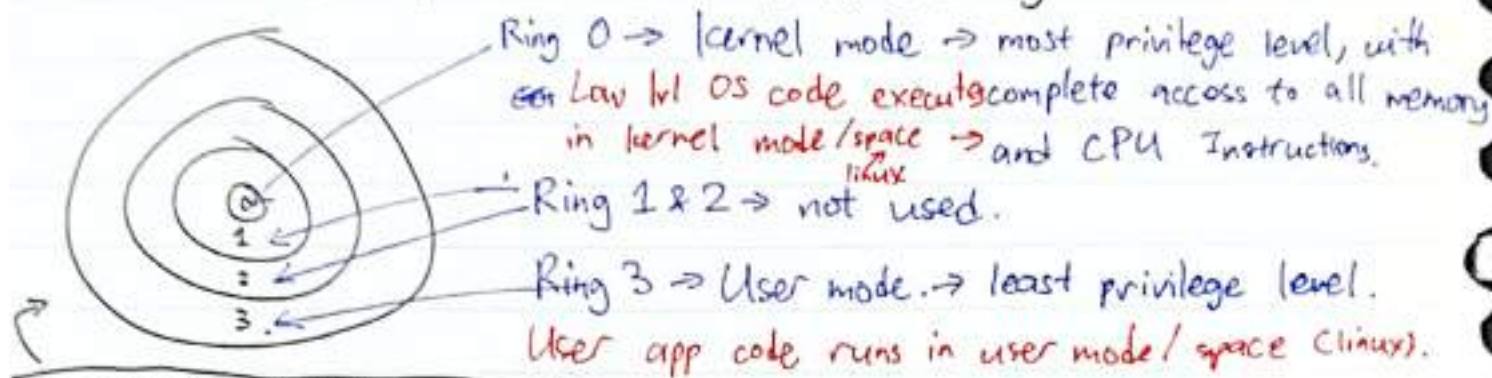 Ring 0 → kernel mode → most privilege level, with
Low lvl OS code executes complete access to all memory
in kernel mode/space → and CPU Instructions.
linux
Ring 1 & 2 → not used.
1
2
Ring 3 → User mode. → least privilege level.
3
User app code runs in user mode/ space (linux).